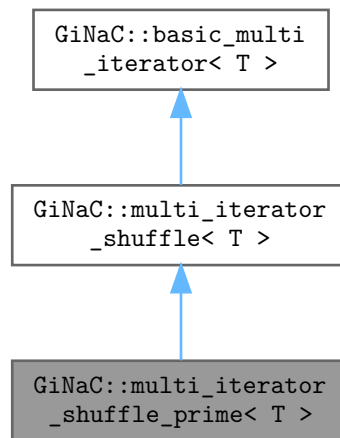 GiNaC::basic_multi
_iterator< T >
GiNaC::multi_iterator
_shuffle< T >
GiNaC::multi_iterator
_shuffle_prime< T >